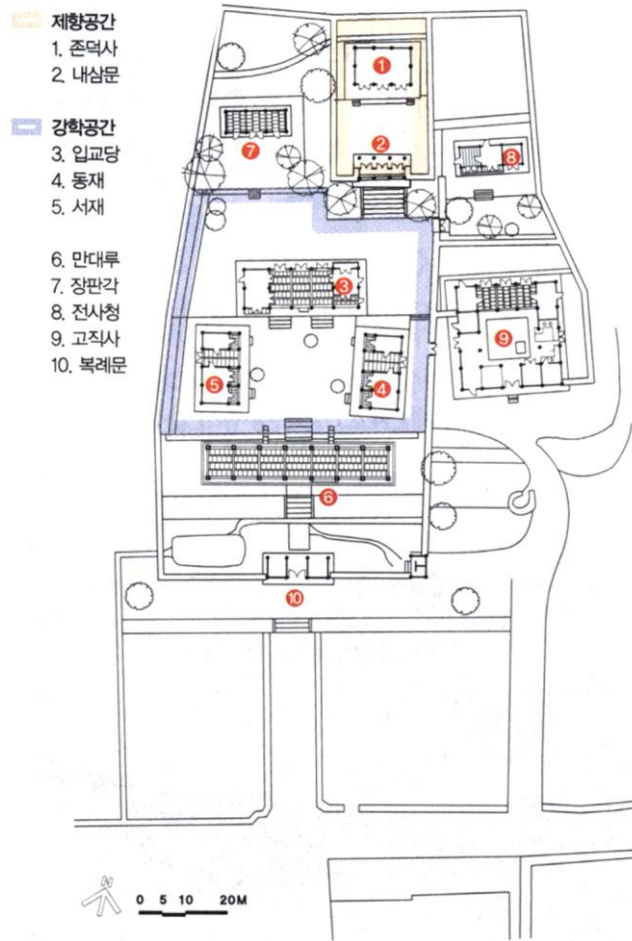 제향공간
1. 존덕사
2. 내삼문
강학공간
3. 입교당
4. 동재
5. 서재
6. 만대루
7. 장판각
8. 전사청
9. 고직사
10. 복례문
1
2
7
8
3
9
5
4
6
10
N
0 5 10 20M